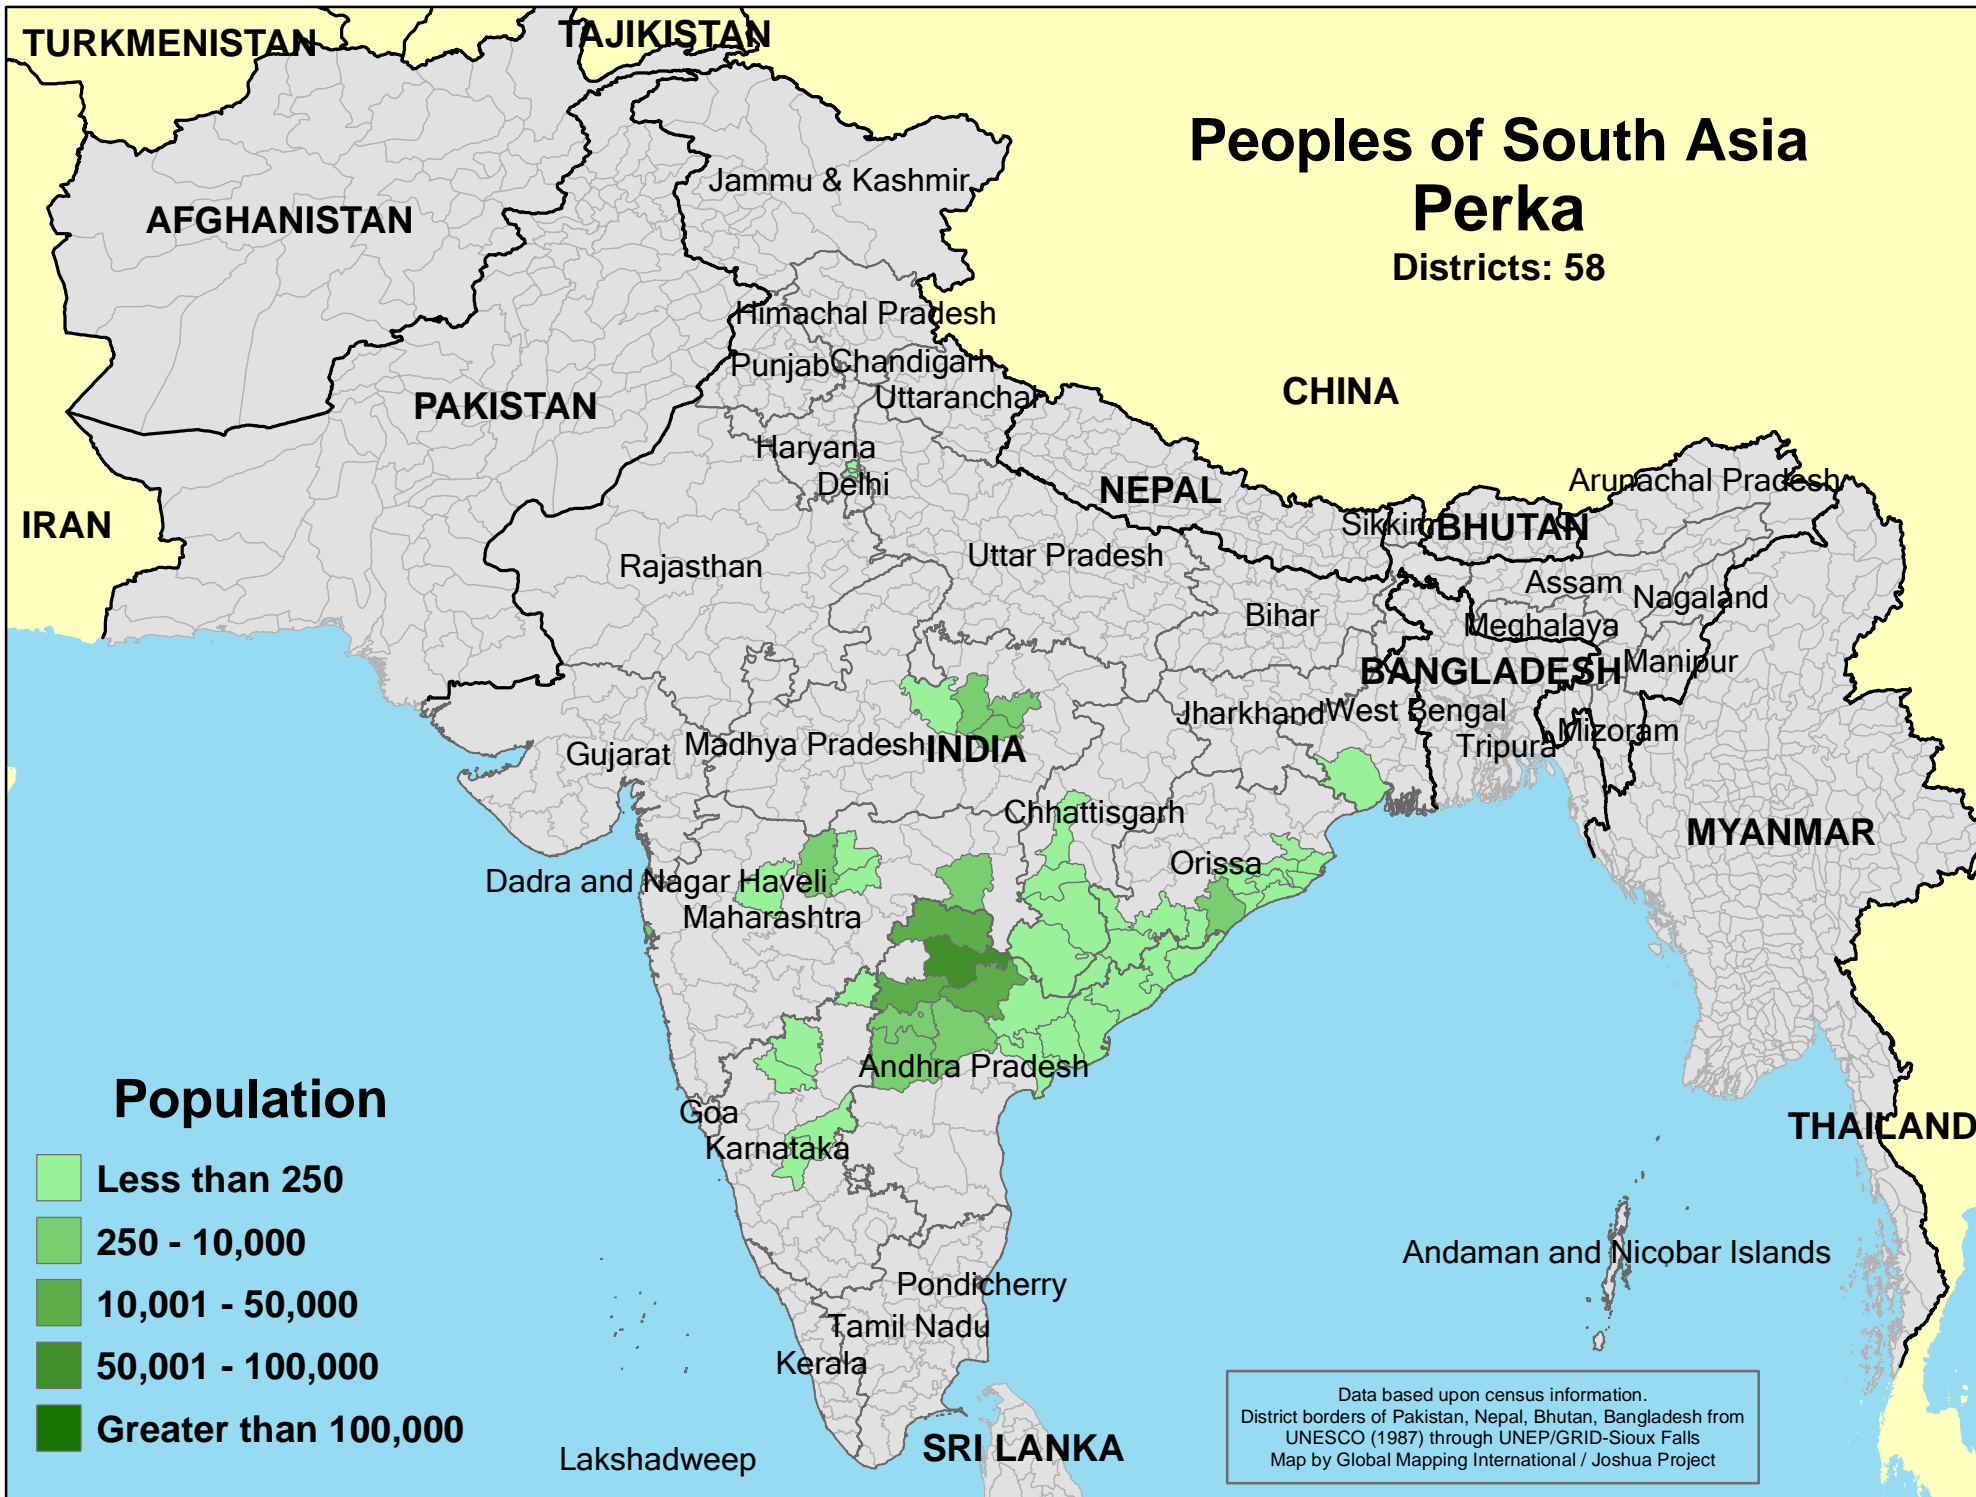 TURKMENISTAN
TAJIKISTAN
Peoples of South Asia
Perka
Districts: 58
Jammu & Kashmir
AFGHANISTAN
Himachal Pradesh
Punjab
Chandigarh
Uttaranchal
CHINA
PAKISTAN
Haryana
Delhi
NEPAL
Arunachal Pradesh
IRAN
Sikkim
BHUTAN
Rajasthan
Uttar Pradesh
Assam
Nagaland
Bihar
Meghalaya
BANGLADESH
Manipur
Jharkhand
West Bengal
Mizoram
Tripura
Gujarat
Madhya Pradesh
INDIA
Chhattisgarh
MYANMAR
Orissa
Dadra and Nagar Haveli
Maharashtra
Andhra Pradesh
Goa
Karnataka
THAILAND
Andaman and Nicobar Islands
Pondicherry
Tamil Nadu
Kerala
Lakshadweep
SRI LANKA
Population
Less than 250
250 - 10,000
10,001 - 50,000
50,001 - 100,000
Greater than 100,000
Data based upon census information.
District borders of Pakistan, Nepal, Bhutan, Bangladesh from
UNESCO (1987) through UNEP/GRID-Sioux Falls
Map by Global Mapping International / Joshua Project